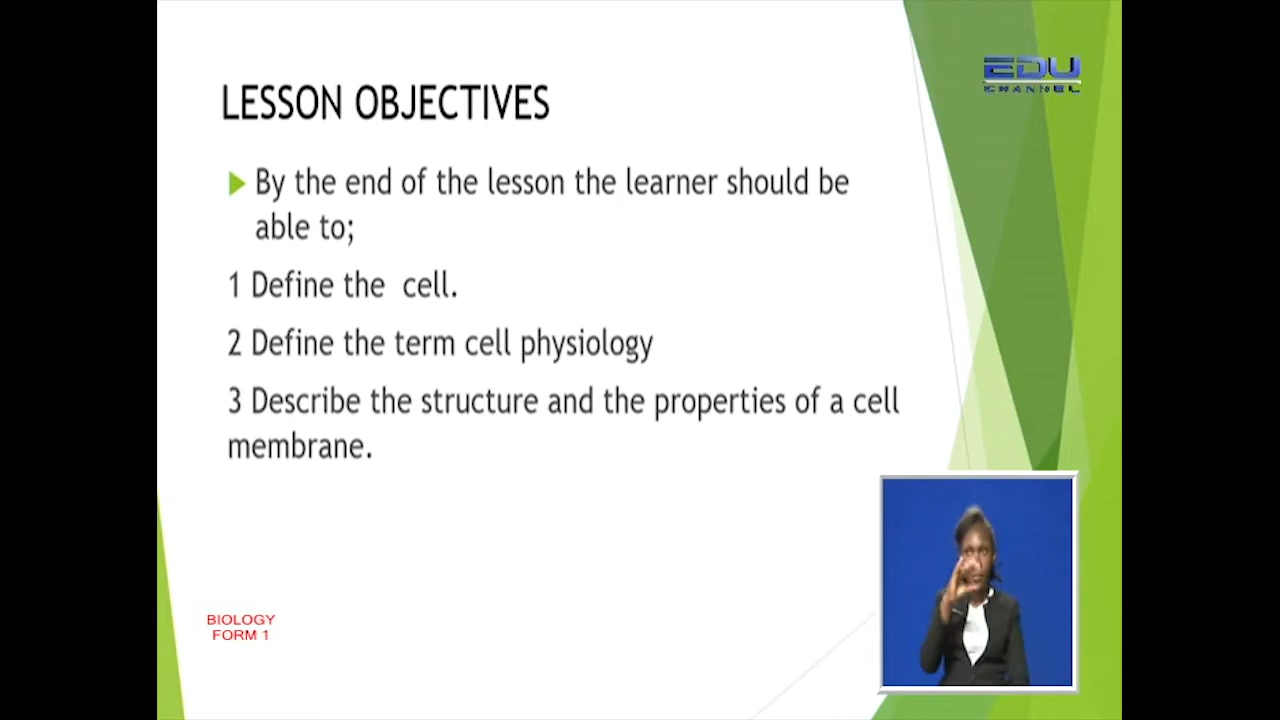 EDU
CHANNEL
LESSON OBJECTIVES
By the end of the lesson the learner should be
able to;
1 Define the cell.
2 Define the term cell physiology
3 Describe the structure and the properties of a cell
membrane.
BIOLOGY
FORM 1